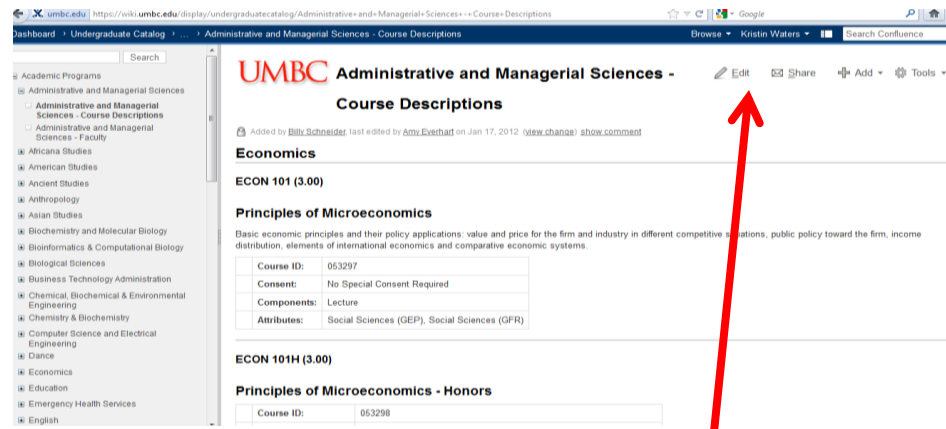 umbc.edu https://wiki.umbc.edu/display/undergraduatecatalog/Administrative+and+Managerial+Sciences+-+Course+Descriptions
Google
Dashboard › Undergraduate Catalog › ... › Administrative and Managerial Sciences - Course Descriptions
Browse Kristin Waters Search Confluence
Search
Academic Programs
Administrative and Managerial Sciences
Administrative and Managerial
Sciences - Course Descriptions
Administrative and Managerial
Sciences - Faculty
Africana Studies
American Studies
Ancient Studies
Anthropology
Asian Studies
Biochemistry and Molecular Biology
Bioinformatics & Computational Biology
Biological Sciences
Business Technology Administration
Chemical, Biochemical & Environmental
Engineering
Chemistry & Biochemistry
Computer Science and Electrical
Engineering
Dance
Economics
Education
Emergency Health Services
English
UMBC Administrative and Managerial Sciences -
Course Descriptions
Edit Share Add Tools
Added by Billy Schneider, last edited by Amy Everhart on Jan 17, 2012 (view change) show comment
Economics
ECON 101 (3.00)
Principles of Microeconomics
Basic economic principles and their policy applications: value and price for the firm and industry in different competitive situations, public policy toward the firm, income
distribution, elements of international economics and comparative economic systems.
Course ID: 053297
Consent: No Special Consent Required
Components: Lecture
Attributes: Social Sciences (GEP), Social Sciences (GFR)
ECON 101H (3.00)
Principles of Microeconomics - Honors
Course ID: 053298